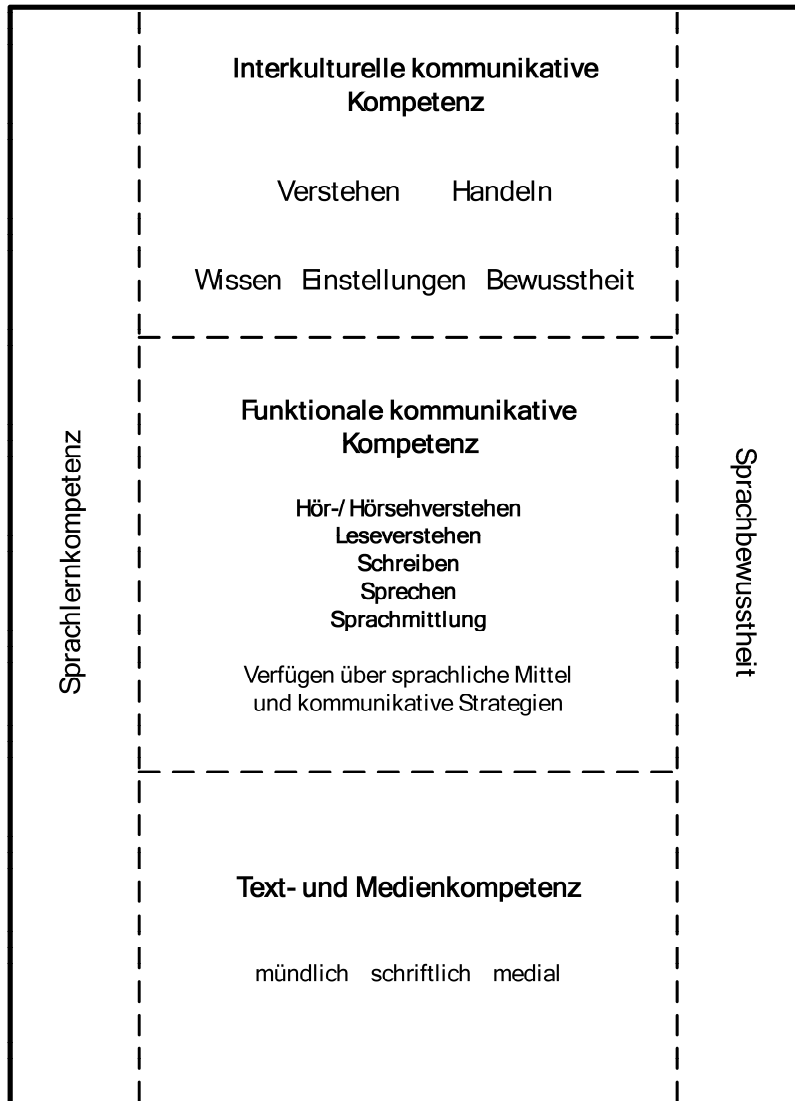 Interkulturelle kommunikative
Kompetenz
Verstehen Handeln
Wissen Einstellungen Bewusstheit
Sprachlernkompetenz
Funktionale kommunikative
Kompetenz
Hör-/ Hörsehverstehen
Leseverstehen
Schreiben
Sprechen
Sprachmittlung
Verfügen über sprachliche Mittel
und kommunikative Strategien
Sprachbewusstheit
Text- und Medienkompetenz
mündlich schriftlich medial